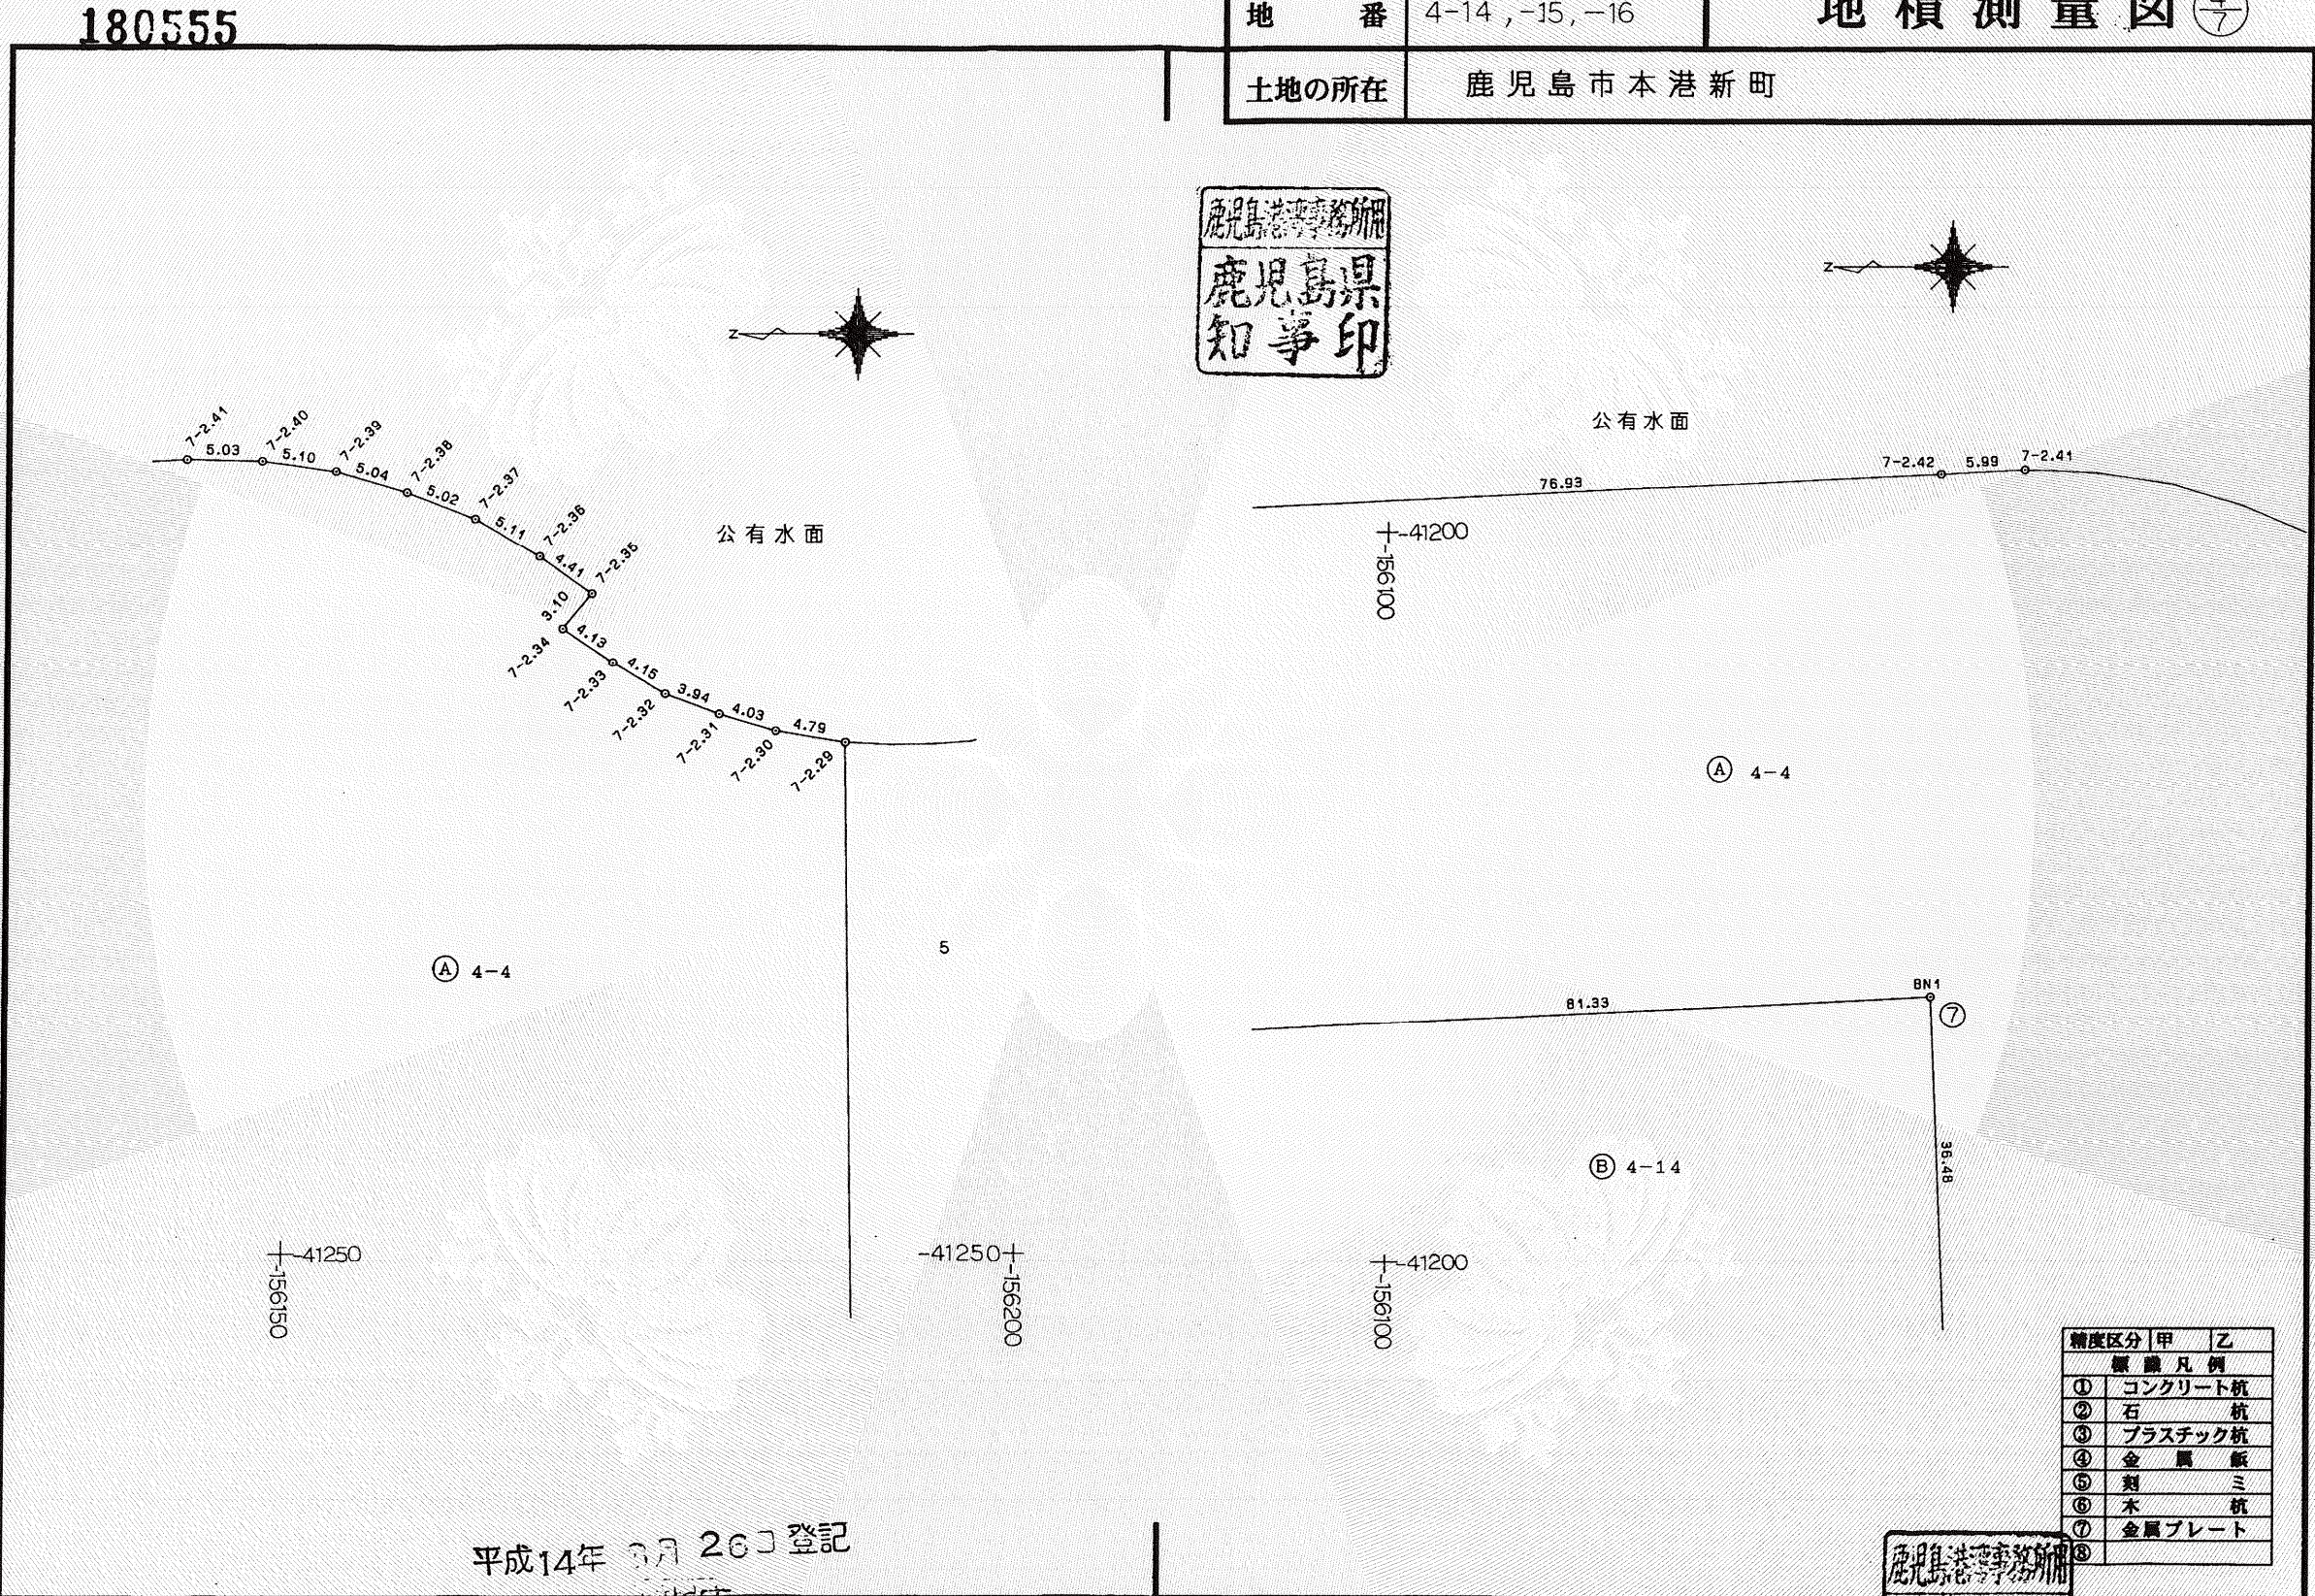 180555
地番 4-14,-15,-16
地積測量図 7
土地の所在 鹿児島市本港新町
鹿児島港湾事務所用
鹿児島県
知事印
N
N
7-2.41
5.03
7-2.40
5.10
7-2.39
5.04
7-2.38
5.02
7-2.37
5.11
7-2.36
4.41
7-2.35
3.10
7-2.34
4.13
7-2.33
4.15
7-2.32
3.94
7-2.31
4.03
7-2.30
4.79
7-2.29
公有水面
Ⓐ 4-4
5
-41250
-156150
-41250
-156200
公有水面
76.93
7-2.42
5.99
7-2.41
-41200
-156100
Ⓐ 4-4
81.33
BN1
⑦
36.48
Ⓑ 4-14
-41200
-156100
精度区分 甲 乙
標識凡例
① コンクリート杭
② 石杭
③ プラスチック杭
④ 金属鋲
⑤ 刻ミ
⑥ 木杭
⑦ 金属プレート
⑧
平成14年 月 26日登記
鹿児島港湾事務所用